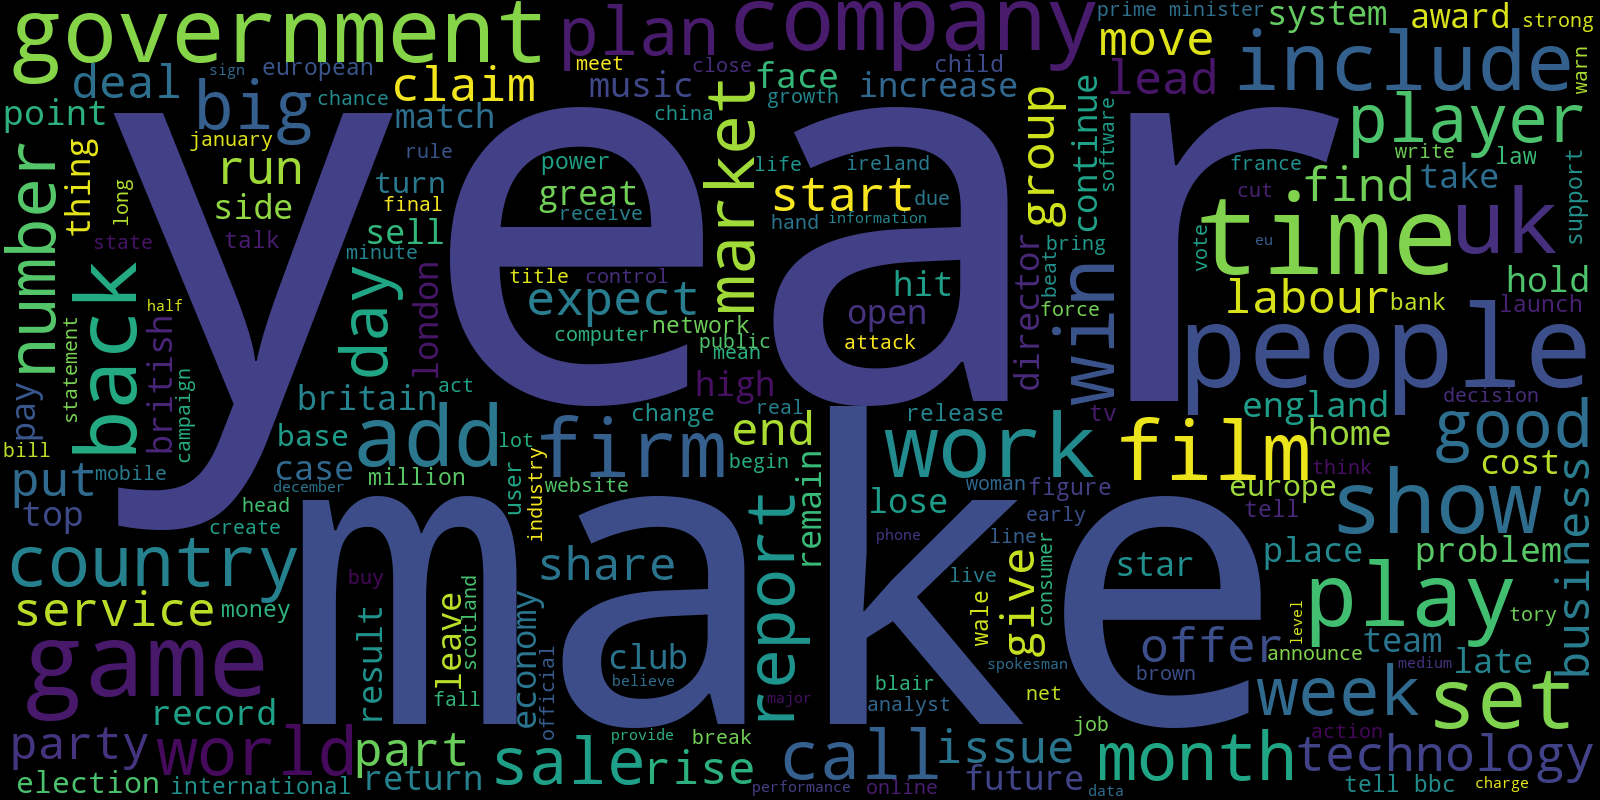 government
plan
company
prime minister
system
award
strong
deal
sign
european
claim
meet
music
close
face
child
increase
move
lead
include
warn
point
big
chance
match
china
growth
market
group
continue
software
player
january
run
rule
power
great
life
ireland
start
due
write
law
france
find
take
number
thing
long
side
turn
final
receive
hand
information
cut
time
uk
support
state
talk
sell
minute
year
title
control
expect
hit
director
bring
beat
vote
eu
hold
back
half
british
day
london
computer
network
public
mean
open
attack
force
win
labour
bank
launch
people
statement
campaign
pay
britain
act
high
change
real
release
tv
england
decision
bill
base
add
lot
firm
end
work
film
home
good
put
mobile
case
million
user
industry
website
begin
remain
lose
woman
figure
europe
think
cost
top
head
december
create
early
tell
show
business
country
share
report
phone
line
consumer
star
place
problem
service
money
buy
make
live
play
tory
game
result
leave
scotland
economy
club
believe
wale
give
level
offer
announce
team
medium
late
record
fall
official
major
blair
analyst
spokesman
net
brown
week
set
party
world
part
sale
provide
break
rise
call
issue
job
month
action
technology
election
international
return
performance
online
future
data
tell bbc
charge